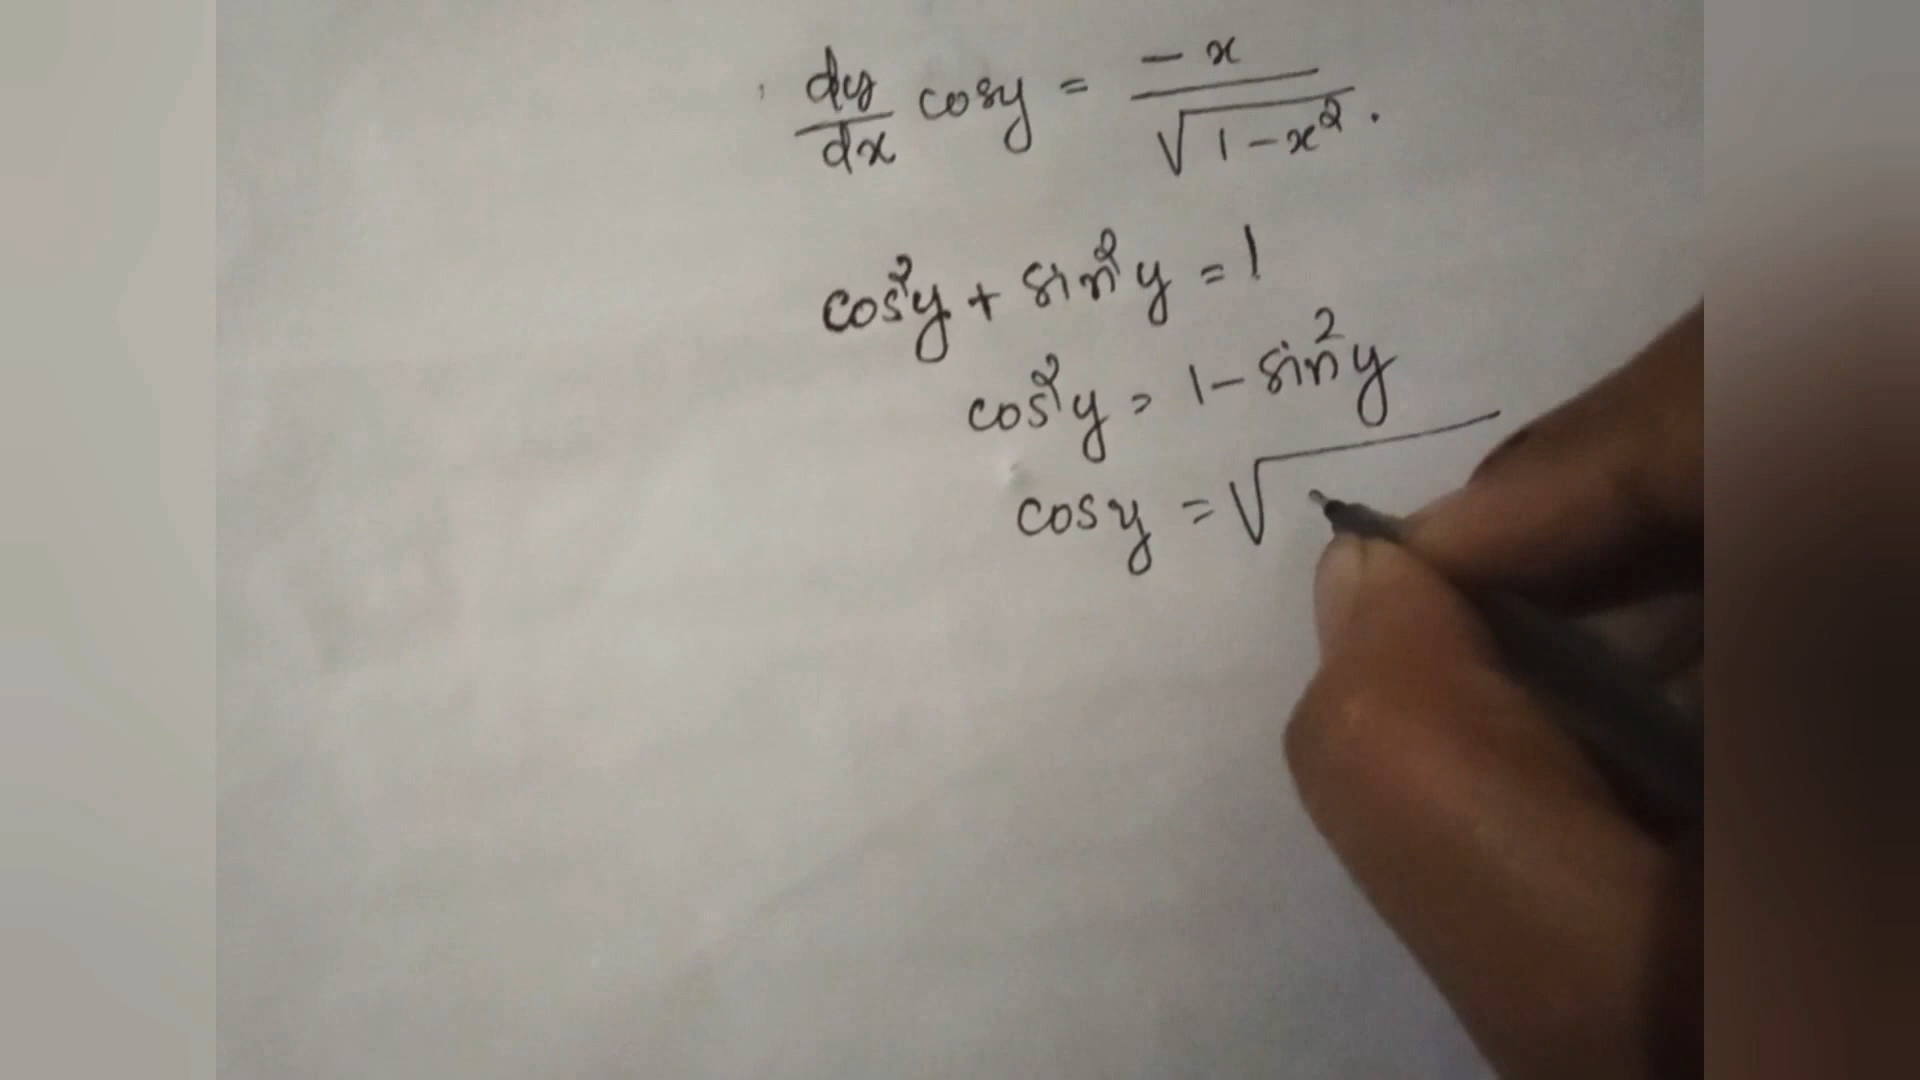 dy/dx cosy = -x/√1-x².
cos²y + sin²y = 1
cos²y = 1 - sin²y
cosy = √